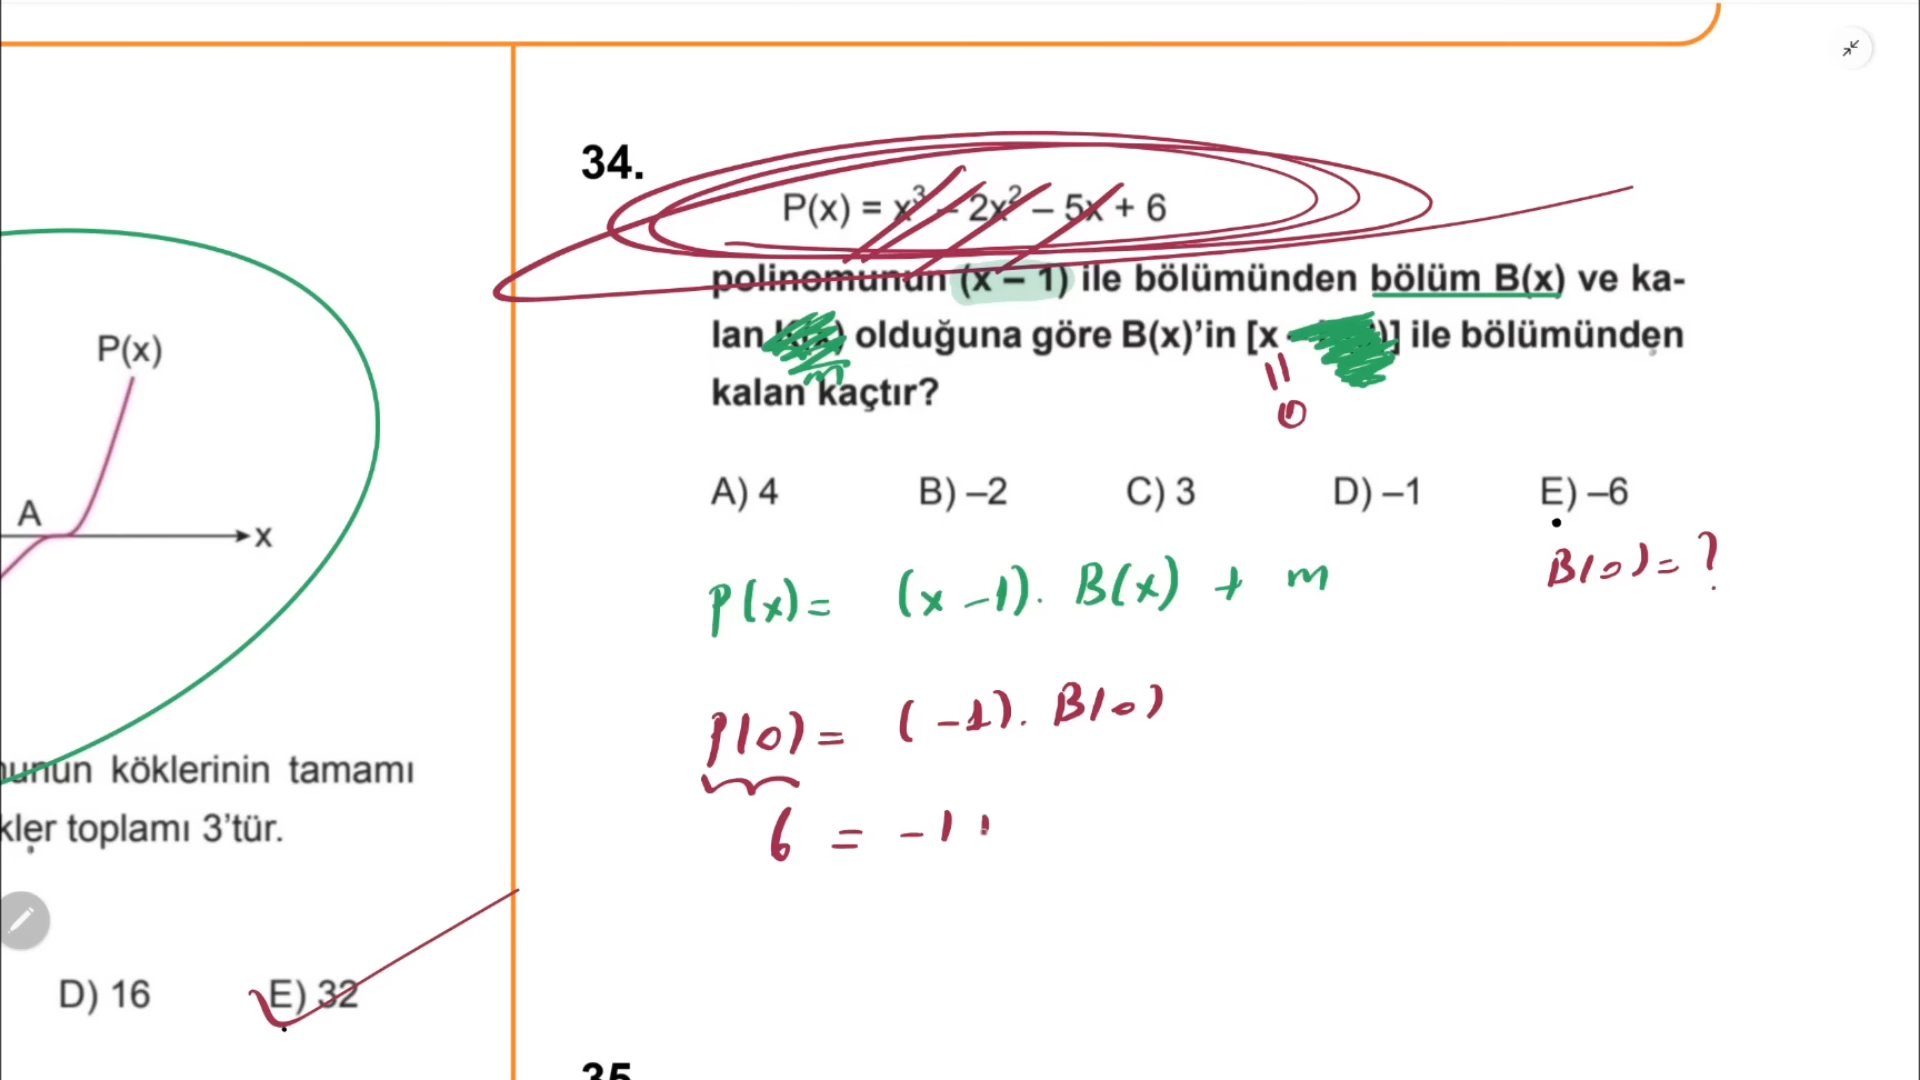 P(x)
A
x
köklerinin tamamı
kler toplamı 3'tür.
D) 16
E) 32
34.
P(x) = x³ – 2x² – 5x + 6
polinomunun (x – 1) ile bölümünden bölüm B(x) ve ka-
lan olduğuna göre B(x)'in [x )] ile bölümünden
kalan kaçtır?
m
11
0
A) 4 B) –2 C) 3 D) –1 E) –6
B(0) = ?
P(x) = (x – 1) . B(x) + m
P(0) = (-1) . B(0)
6 = -1
35